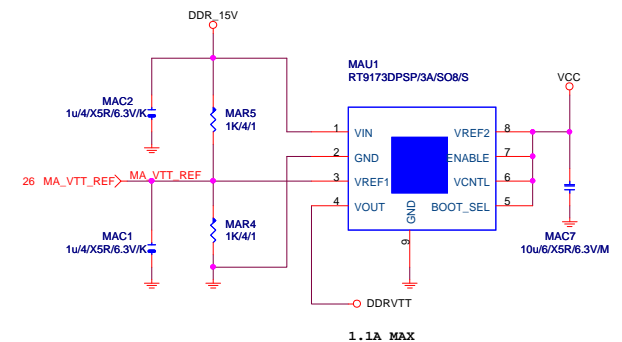 DDR_15V
MAU1
RT9173DPSP/3A/SO8/S
VCC
MAC2
1u/4/X5R/6.3V/K
MAR5
1K/4/1
1 VIN
VREF2 8
2 GND
ENABLE 7
26 MA_VTT_REF
MA_VTT_REF
3 VREF1
VCNTL 6
4 VOUT
BOOT_SEL 5
GND
9
MAR4
1K/4/1
MAC1
1u/4/X5R/6.3V/K
MAC7
10u/6/X5R/6.3V/M
DDRVTT
1.1A MAX